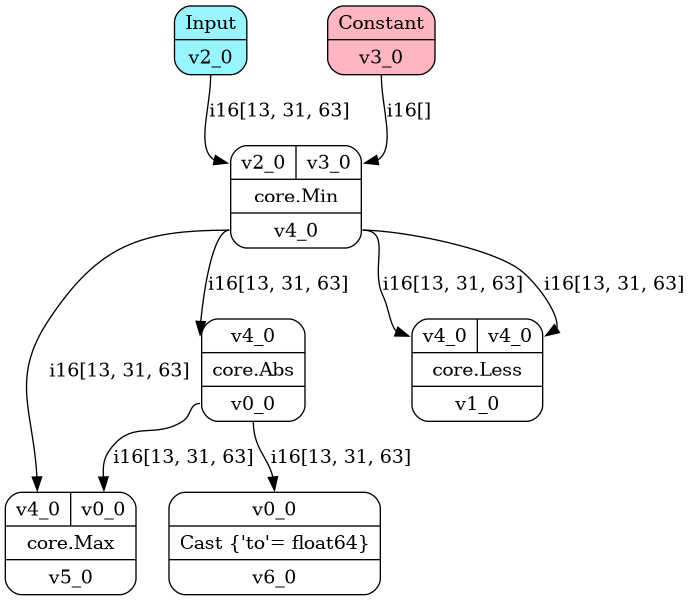 Input
v2_0
Constant
v3_0
i16[13, 31, 63]
i16[]
v2_0 v3_0
core.Min
v4_0
i16[13, 31, 63]
i16[13, 31, 63]
i16[13, 31, 63]
i16[13, 31, 63]
v4_0
core.Abs
v0_0
v4_0 v4_0
core.Less
v1_0
i16[13, 31, 63]
i16[13, 31, 63]
v4_0 v0_0
core.Max
v5_0
v0_0
Cast {'to'= float64}
v6_0